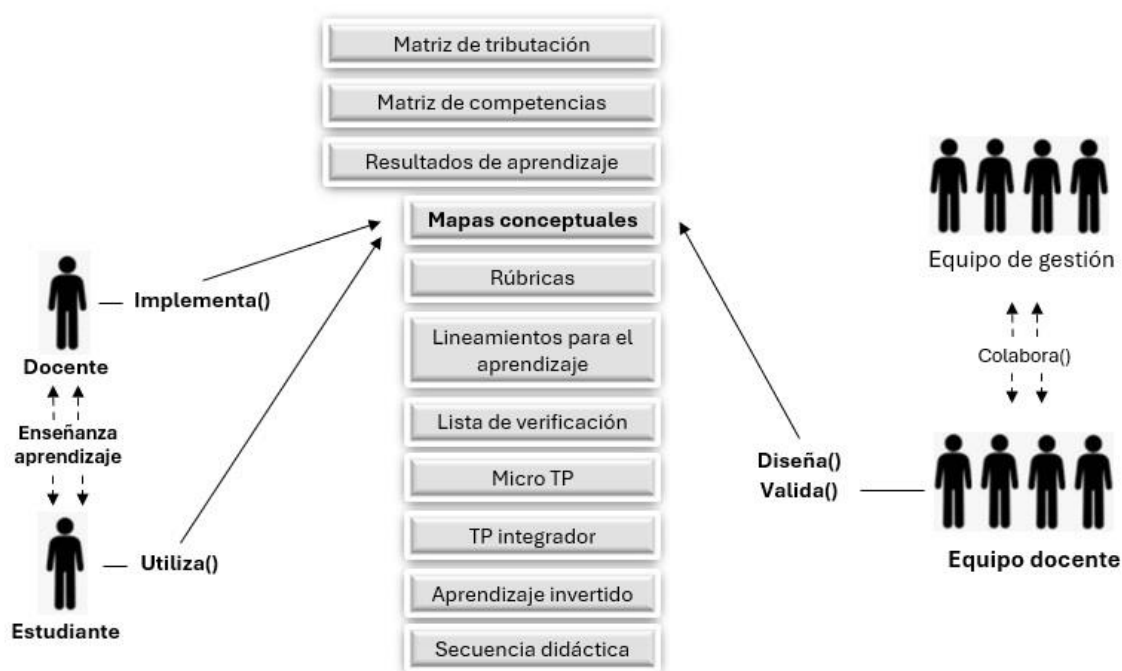 Matriz de tributación
Matriz de competencias
Resultados de aprendizaje
Mapas conceptuales
Rúbricas
Lineamientos para el
aprendizaje
Lista de verificación
Micro TP
TP integrador
Aprendizaje invertido
Secuencia didáctica
Implementa()
Docente
Enseñanza
aprendizaje
Utiliza()
Estudiante
Equipo de gestión
Colabora()
Diseña()
Valida()
Equipo docente